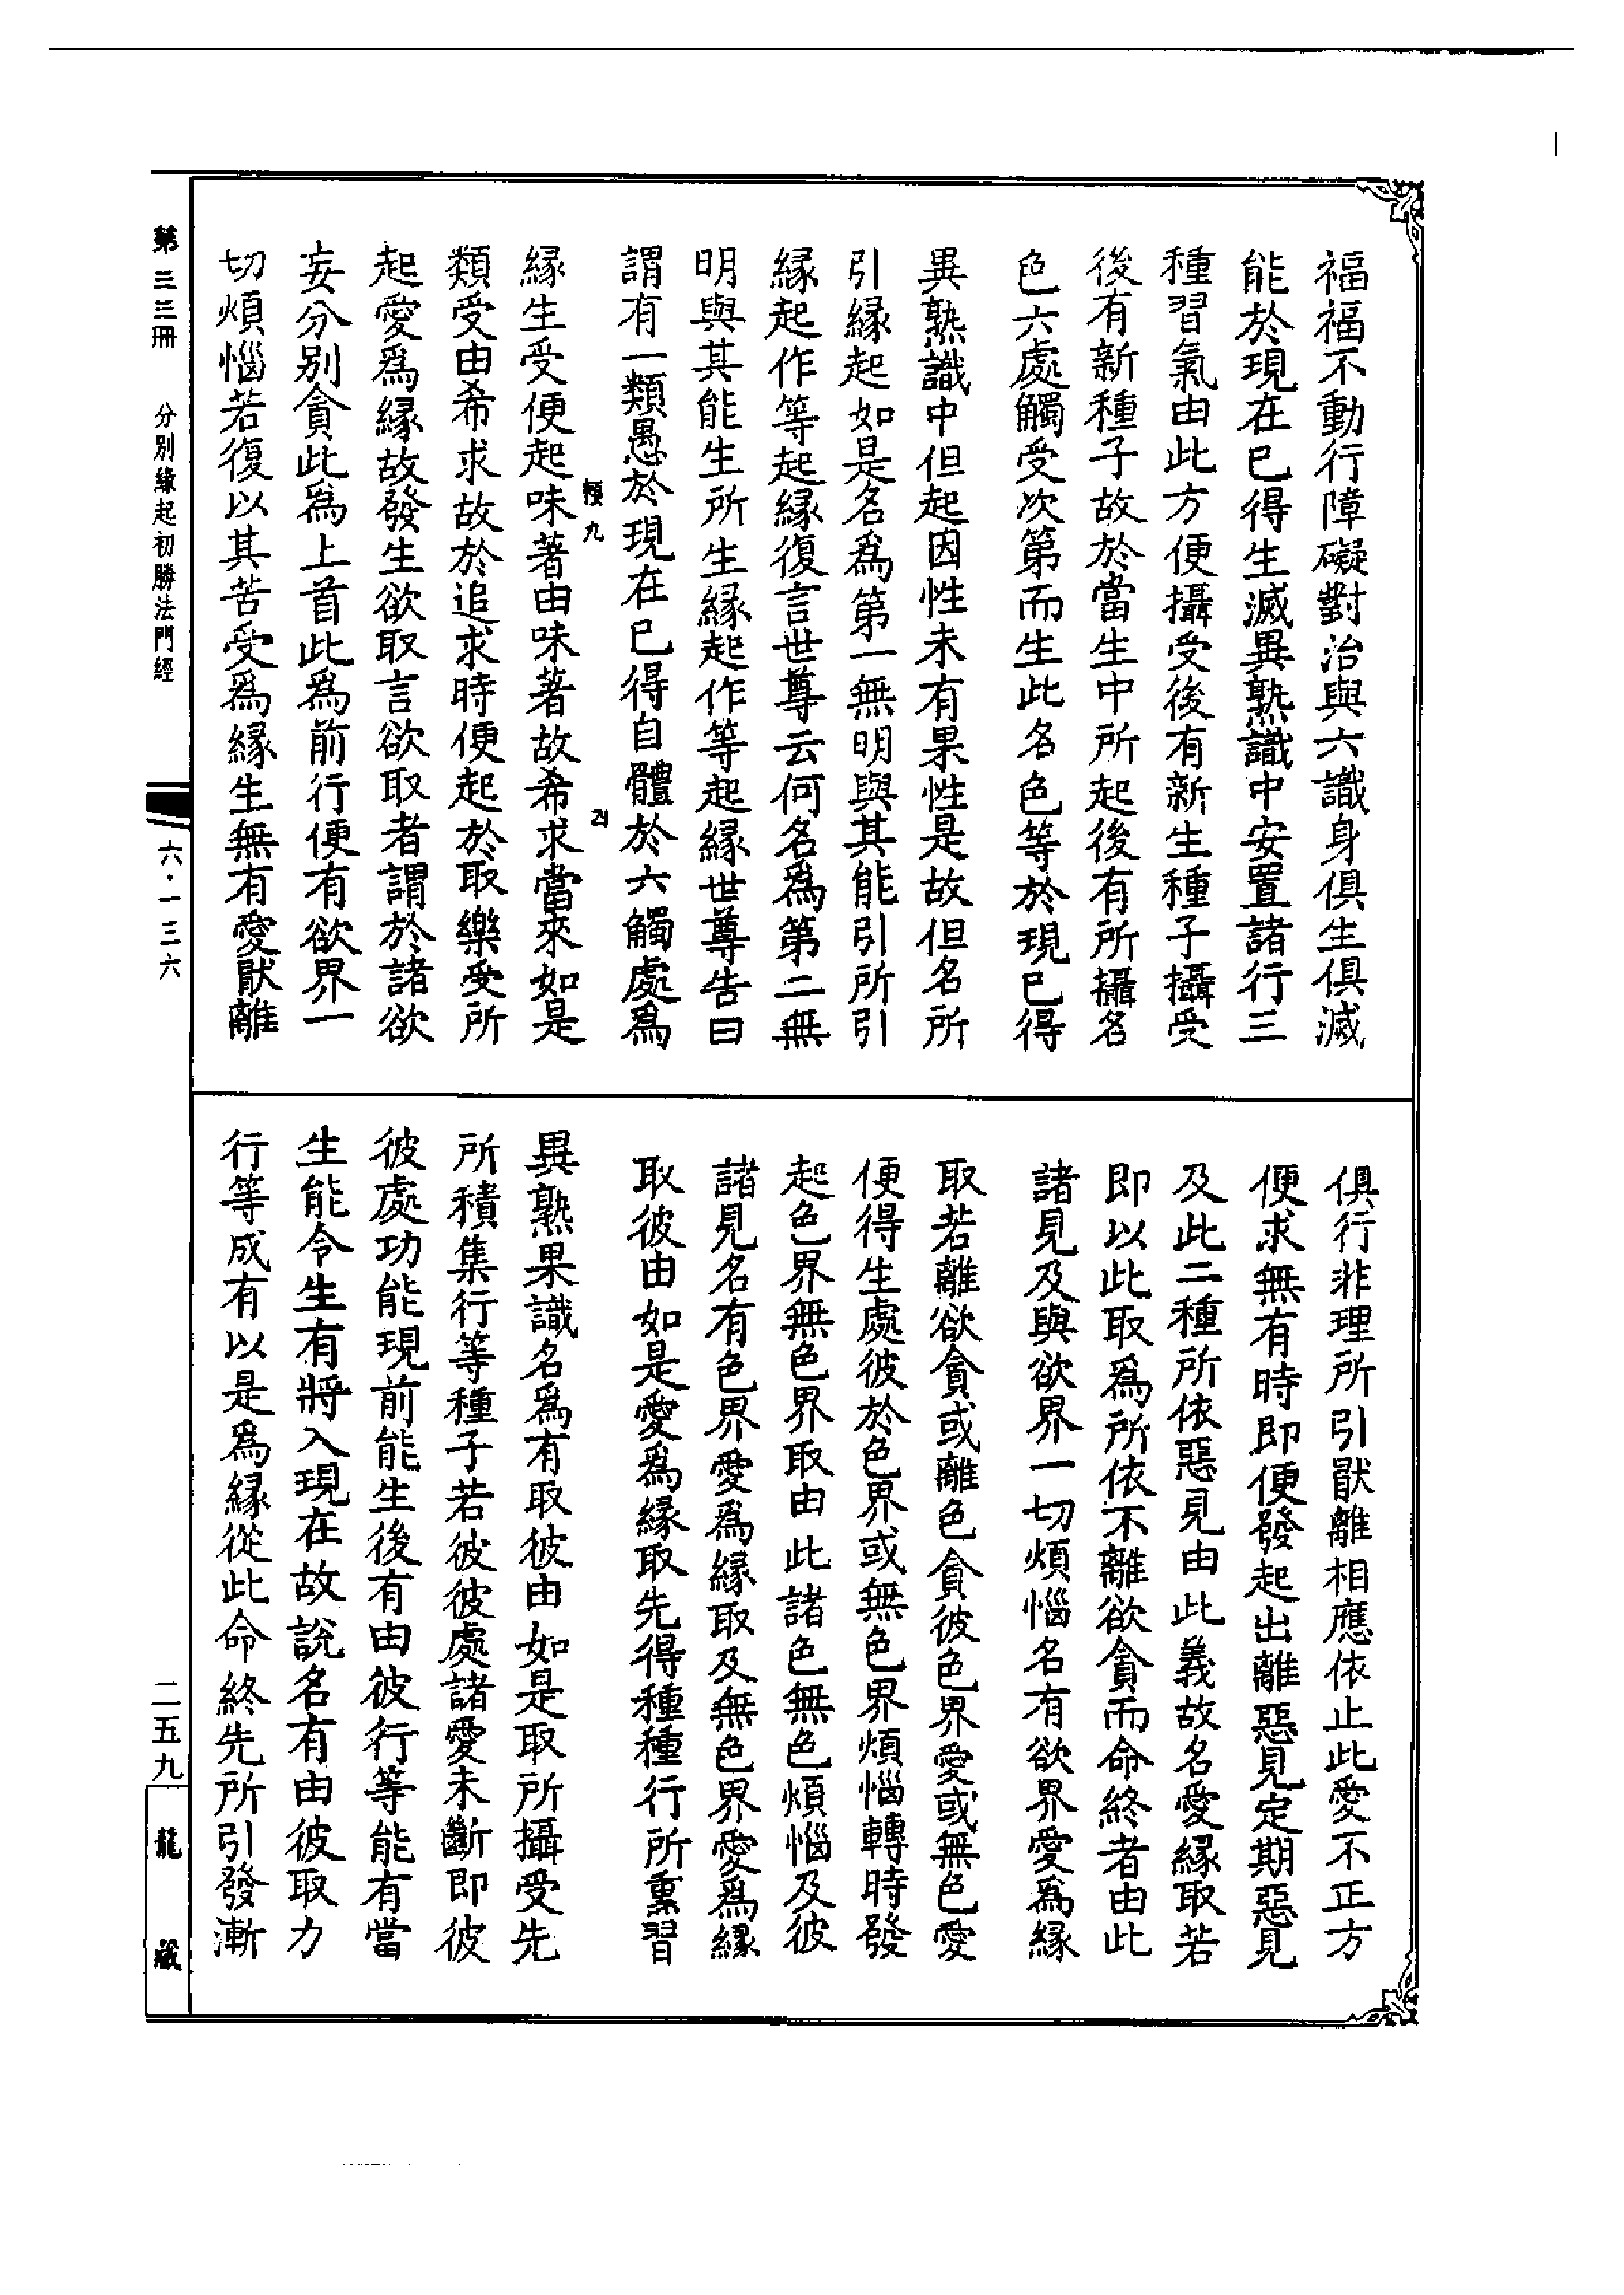 福福不動行障礙對治與六識身俱生俱滅
能於現在已得生滅異熟識中安置諸行三
種習氣由此方便攝受後有新生種子攝受
後有新種子故於當生中所起後有所攝名
色六處觸受次第而生此名色等於現已得
異熟識中但起因性未有果性是故但名所
引緣起如是名爲第一無明與其能引所引
緣起作等起緣復言世尊云何名爲第二無
明與其能生所生緣起作等起緣世尊告曰
謂有一類愚於現在已得自體於六觸處爲
緣生受便起味著由味著故希求當來如是
類受由希求故於追求時便起於取樂受所
起愛爲緣故發生欲取言欲取者謂於諸欲
妄分別貪此爲上首此爲前行便有欲界一
切煩惱若復以其苦受爲緣生無有愛猒離
俱行非理所引猒離相應依止此愛不正方
便求無有時即便發起出離惡見定期惡見
及此二種所依惡見由此義故名愛緣取若
即以此取爲所依不離欲貪而命終者由此
諸見及與欲界一切煩惱名有欲界愛爲緣
取若離欲貪或離色貪彼色界愛或無色愛
便得生處彼於色界或無色界煩惱轉時發
起色界無色界取由此諸色無色煩惱及彼
諸見名有色界愛爲緣取及無色界愛爲緣
取彼由如是愛爲緣取先得種種行所熏習
異熟果識名爲有取彼由如是取所攝受先
所積集行等種子若彼彼處諸愛未斷即彼
彼處功能現前能生後有由彼行等能有當
生能令生有將入現在故說名有由彼取力
行等成有以是爲緣從此命終先所引發漸
第三三冊
分別緣起初勝法門經
六·一三六
二五九
龍藏